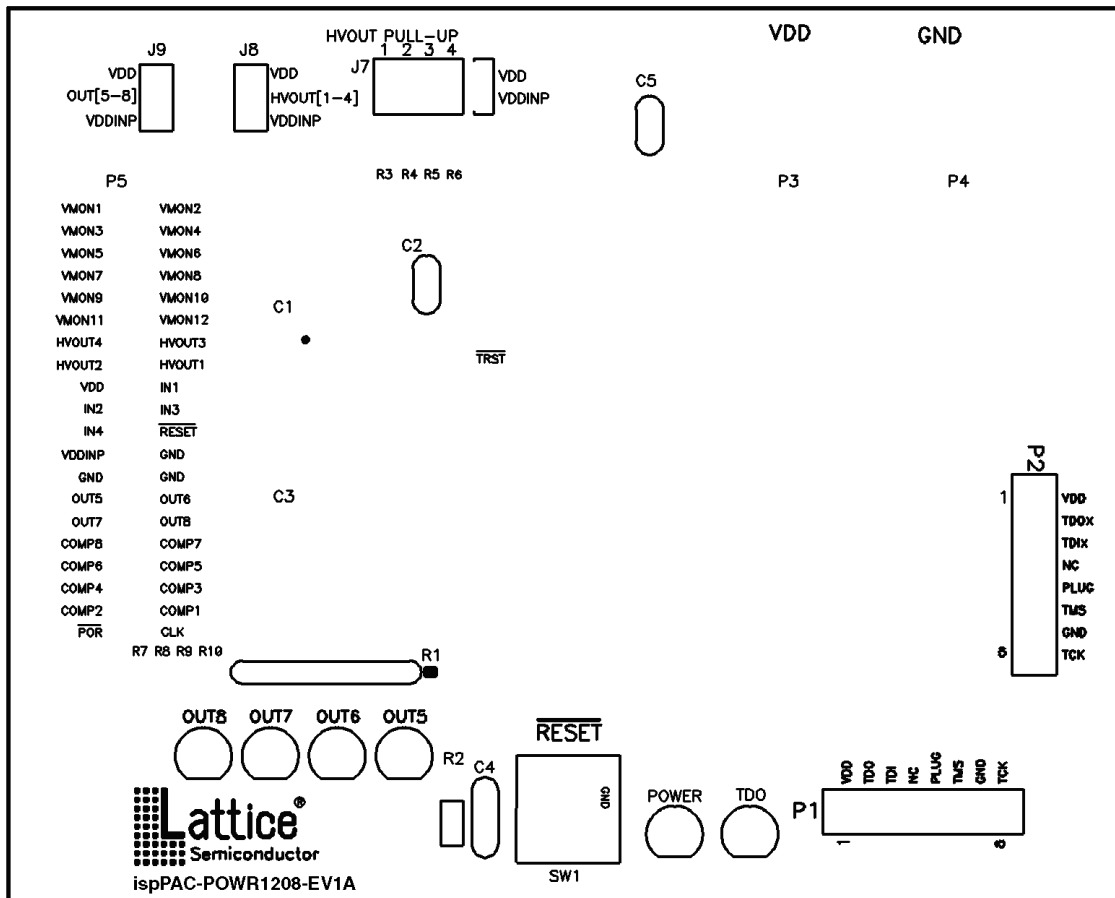 HVOUT PULL-UP
VDD GND
J9 J8 1 2 3 4
J7
VDD VDD VDD
OUT[5-8] HVOUT[1-4]
VDDINP VDDINP VDDINP
C5
R3 R4 R5 R6
P5 P3 P4
VMON1 VMON2
VMON3 VMON4
VMON5 VMON6
VMON7 VMON8
VMON9 VMON10
VMON11 VMON12
HVOUT4 HVOUT3
HVOUT2 HVOUT1
VDD IN1
IN2 IN3
IN4 RESET
VDDINP GND
GND GND
OUT5 OUT6
OUT7 OUT8
COMP8 COMP7
COMP6 COMP5
COMP4 COMP3
COMP2 COMP1
POR CLK
C2
C1
TRST
C3
P2
1 VDD
TDOX
TDIX
NC
PLUG
TMS
GND
8 TCK
R7 R8 R9 R10
R1
OUT8 OUT7 OUT6 OUT5
R2 C4
RESET
GND
SW1
POWER TDO
P1
VDD TDO TDI NC PLUG TMS GND TCK
1 8
Lattice®
Semiconductor
ispPAC-POWR1208-EV1A